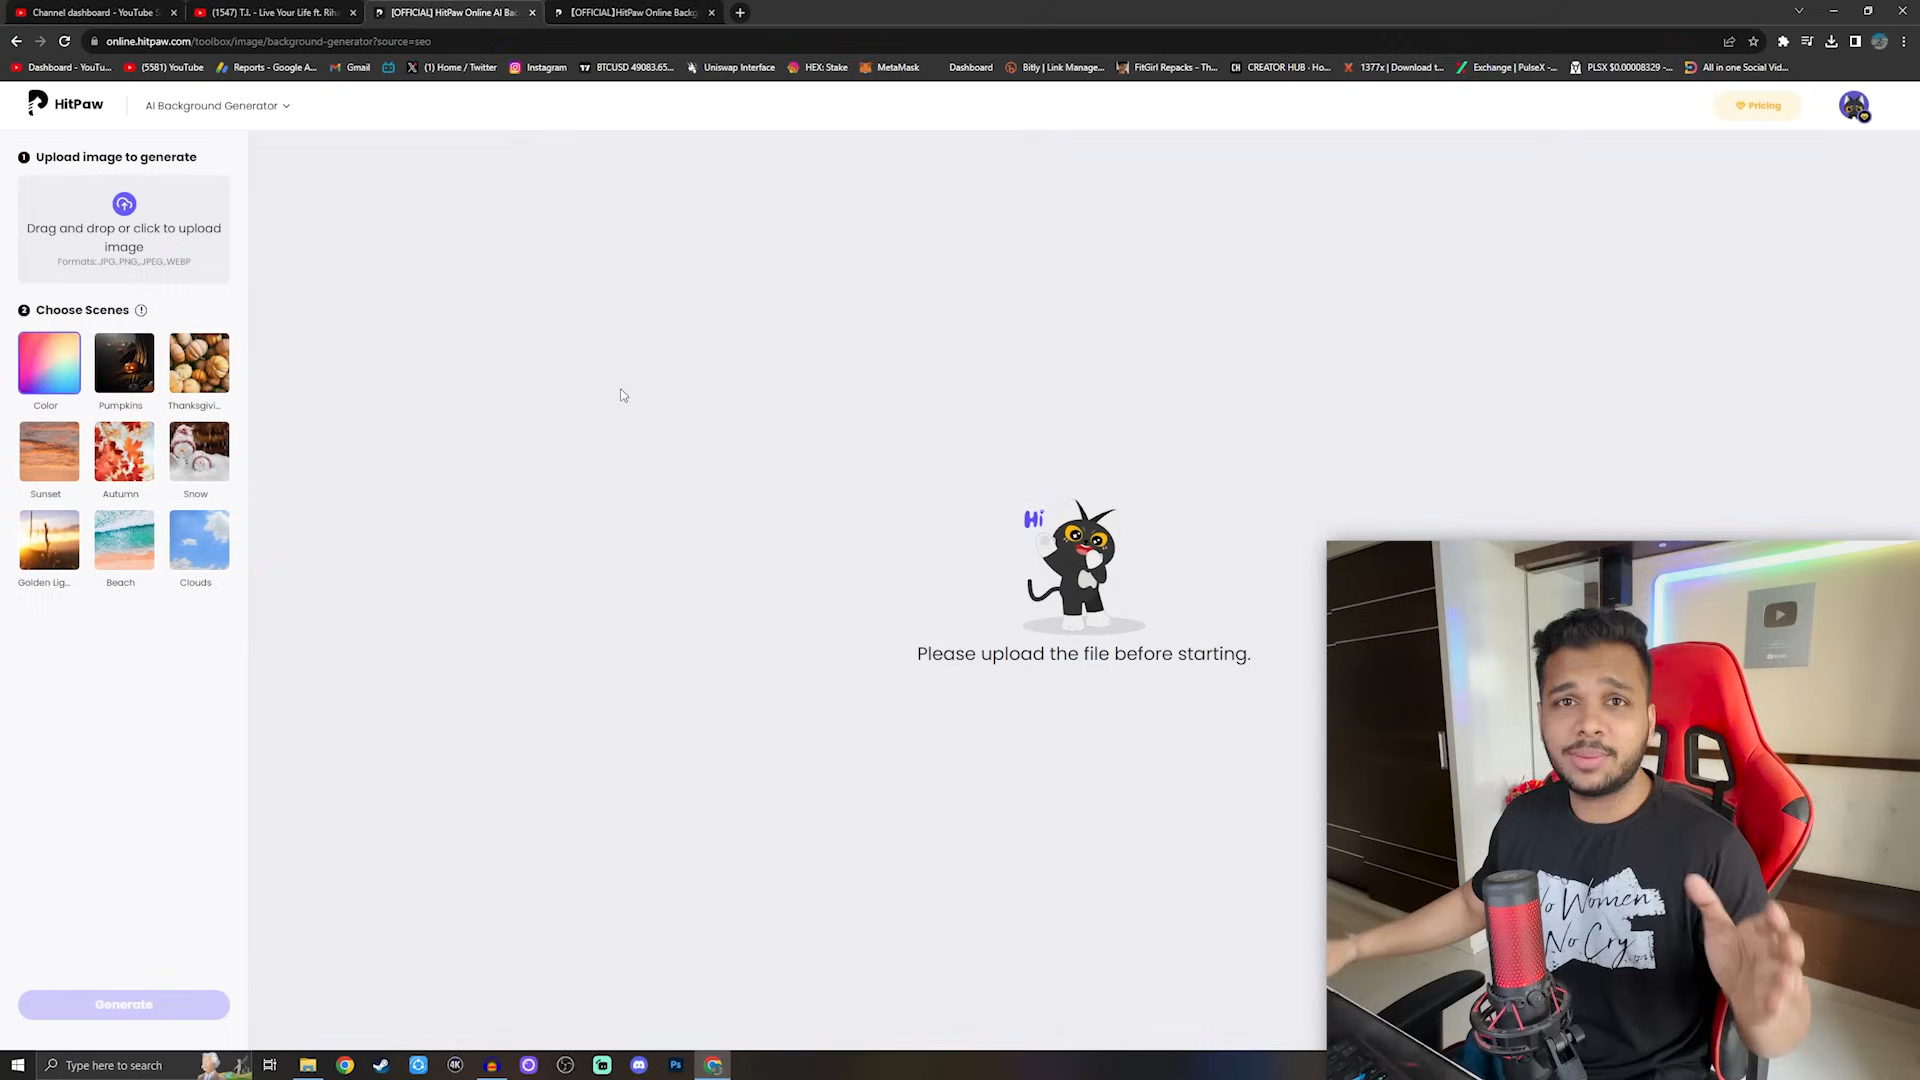 Channel dashboard - YouTube S
(1547) T.I. - Live Your Life ft. Rih
[OFFICIAL] HitPaw Online AI Bac
[OFFICIAL]HitPaw Online Backg
online.hitpaw.com/toolbox/image/background-generator?source=seo
Dashboard - YouTu...
(5581) YouTube
Reports - Google A...
Gmail
(1) Home / Twitter
Instagram
BTCUSD 49083.65...
Uniswap Interface
HEX: Stake
MetaMask
Dashboard
Bitly | Link Manage...
FitGirl Repacks - Th...
CREATOR HUB - Ho...
1377x | Download t...
Exchange | PulseX -...
PLSX $0.00008329 -...
All in one Social Vid...
HitPaw
AI Background Generator
Pricing
1 Upload image to generate
Drag and drop or click to upload
image
Formats:.JPG,.PNG,.JPEG,.WEBP
2 Choose Scenes
Color
Pumpkins
Thanksgivi...
Sunset
Autumn
Snow
Golden Lig...
Beach
Clouds
Hi
Please upload the file before starting.
Generate
No Women
No Cry
Type here to search
4K
Ps